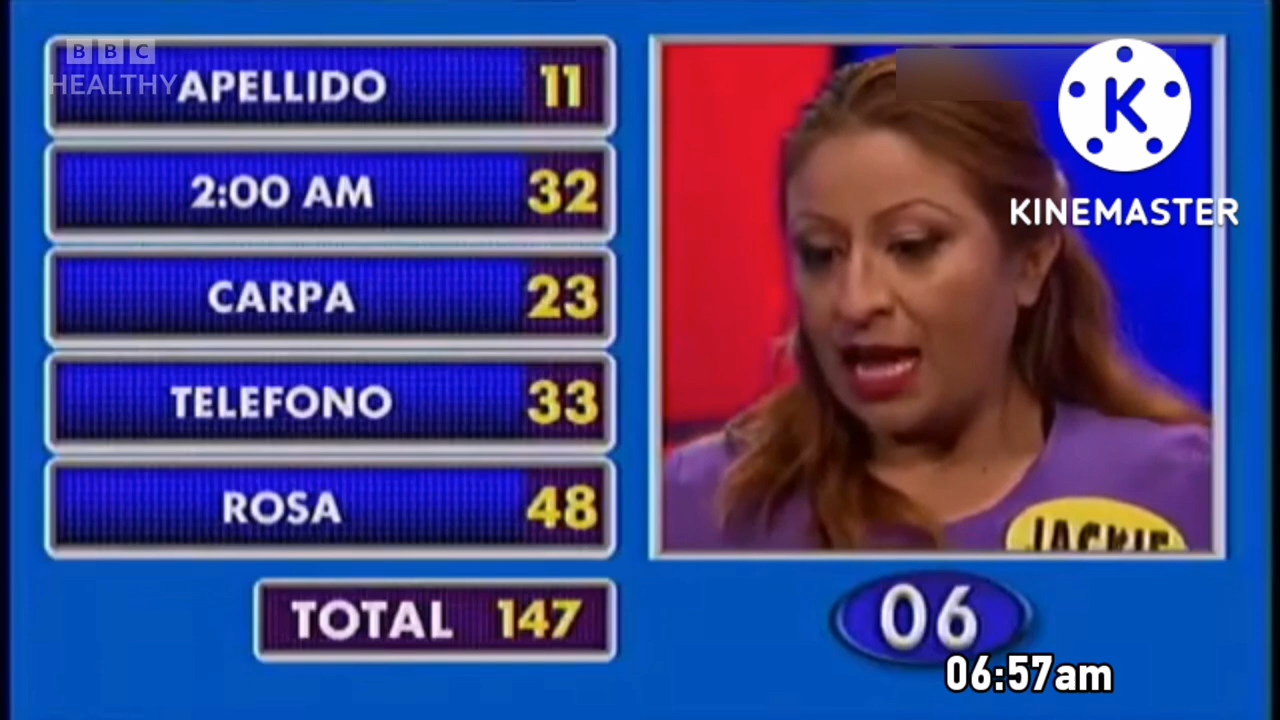 BBC
HEALTHY
APELLIDO 11
2:00 AM 32
CARPA 23
TELEFONO 33
ROSA 48
TOTAL 147
K
KINEMASTER
JACKIE
06
06:57am